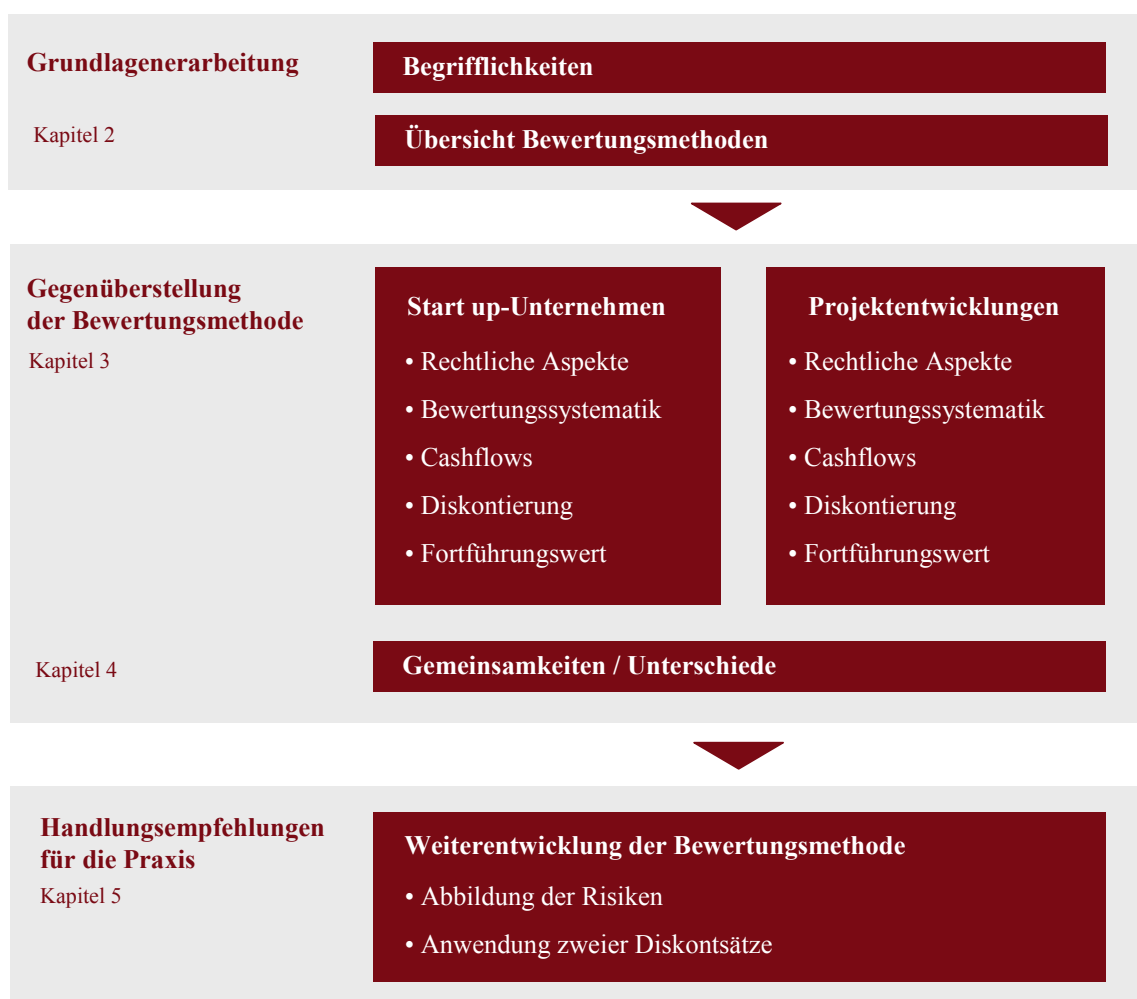 Grundlagenerarbeitung
Begrifflichkeiten
Kapitel 2
Übersicht Bewertungsmethoden
Gegenüberstellung
der Bewertungsmethode
Kapitel 3
Start up-Unternehmen
• Rechtliche Aspekte
• Bewertungssystematik
• Cashflows
• Diskontierung
• Fortführungswert
Projektentwicklungen
• Rechtliche Aspekte
• Bewertungssystematik
• Cashflows
• Diskontierung
• Fortführungswert
Kapitel 4
Gemeinsamkeiten / Unterschiede
Handlungsempfehlungen
für die Praxis
Kapitel 5
Weiterentwicklung der Bewertungsmethode
• Abbildung der Risiken
• Anwendung zweier Diskontsätze